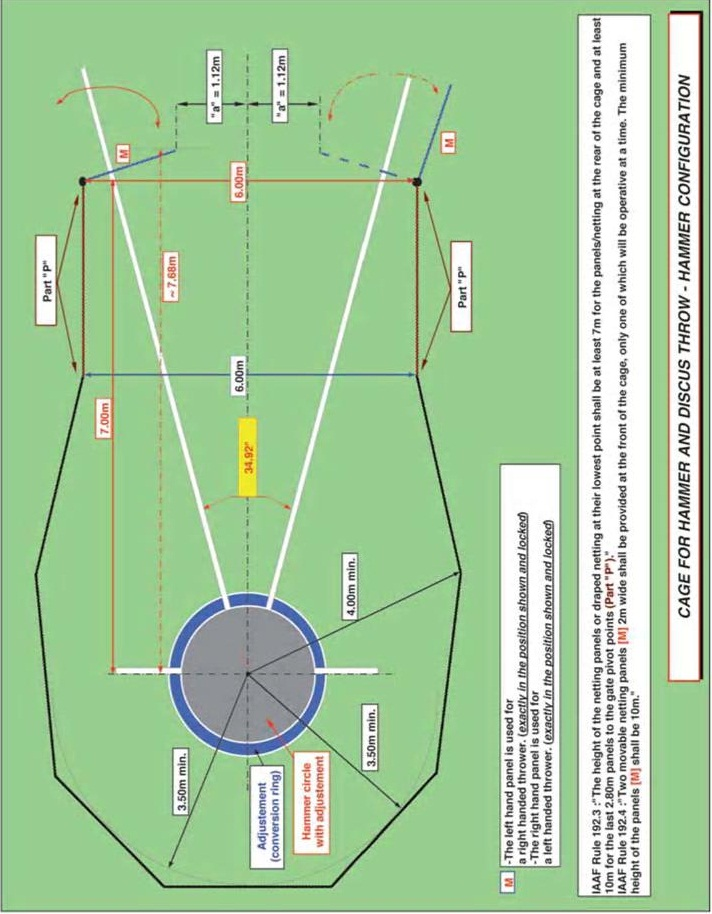 Part "P"
"a" = 1.12m
"a" = 1.12m
M
7.00m
~ 7.68m
6.00m
6.00m
34.92°
M
Part "P"
3.50m min.
4.00m min.
3.50m min.
Adjustement
(conversion ring)
Hammer circle
with adjustement
M
-The left hand panel is used for
a right handed thrower. (exactly in the position shown and locked)
-The right hand panel is used for
a left handed thrower. (exactly in the position shown and locked)
IAAF Rule 192.3 :"The height of the netting panels or draped netting at their lowest point shall be at least 7m for the panels/netting at the rear of the cage and at least
10m for the last 2.80m panels to the gate pivot points (Part "P")."
IAAF Rule 192.4 :"Two movable netting panels [M] 2m wide shall be provided at the front of the cage, only one of which will be operative at a time. The minimum
height of the panels [M] shall be 10m."
CAGE FOR HAMMER AND DISCUS THROW - HAMMER CONFIGURATION